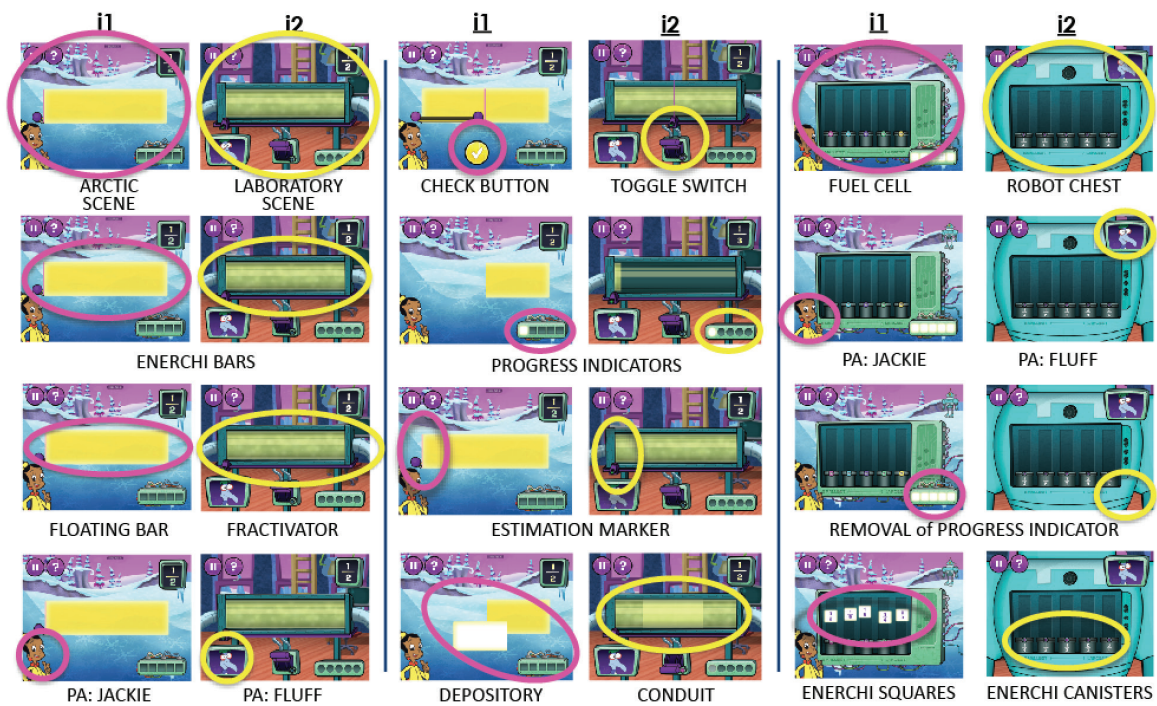 i1
i2
i1
i2
i1
i2
ARCTIC
SCENE
LABORATORY
SCENE
CHECK BUTTON
TOGGLE SWITCH
FUEL CELL
ROBOT CHEST
ENERCHI BARS
PROGRESS INDICATORS
PA: JACKIE
PA: FLUFF
FLOATING BAR
FRACTIVATOR
ESTIMATION MARKER
REMOVAL of PROGRESS INDICATOR
PA: JACKIE
PA: FLUFF
DEPOSITORY
CONDUIT
ENERCHI SQUARES
ENERCHI CANISTERS